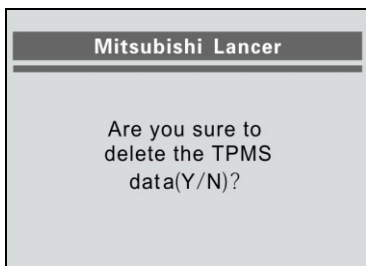 Mitsubishi Lancer
Are you sure to
delete the TPMS
data(Y/N)?